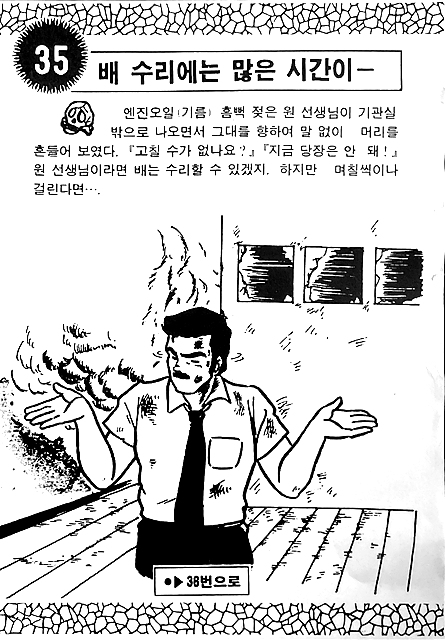 35
배 수리에는 많은 시간이—
엔진오일(기름) 흠뻑 젖은 원 선생님이 기관실
밖으로 나오면서 그대를 향하여 말 없이 머리를
흔들어 보였다. 『고칠 수가 없나요?』『지금 당장은 안 돼!』
원 선생님이라면 배는 수리할 수 있겠지. 하지만 며칠씩이나
걸린다면….
●▶38번으로